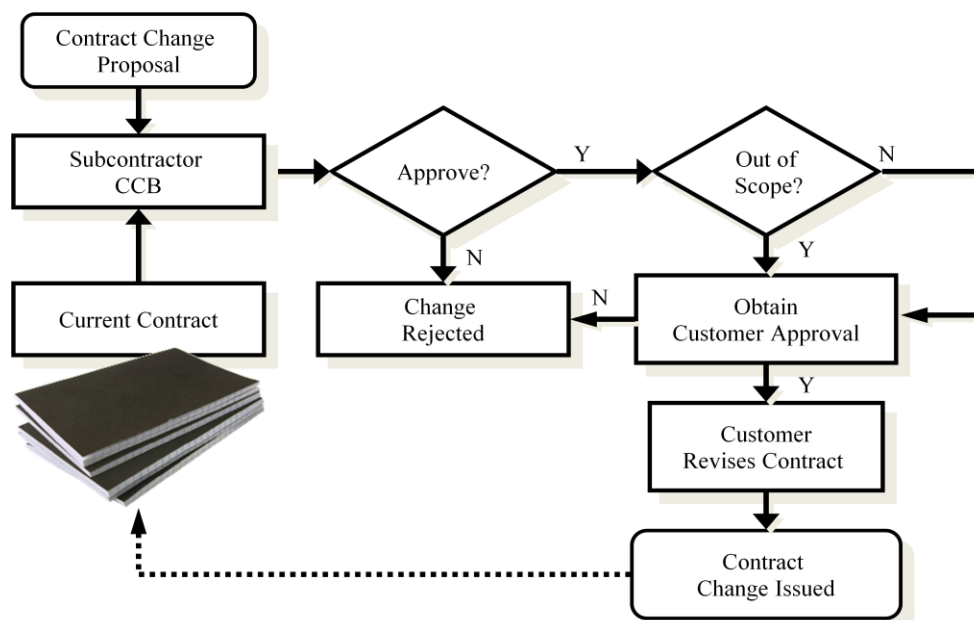 Contract Change
Proposal
Subcontractor
CCB
Approve?
Y
Out of
Scope?
N
N
Y
Current Contract
Change
Rejected
N
Obtain
Customer Approval
Y
Customer
Revises Contract
Contract
Change Issued